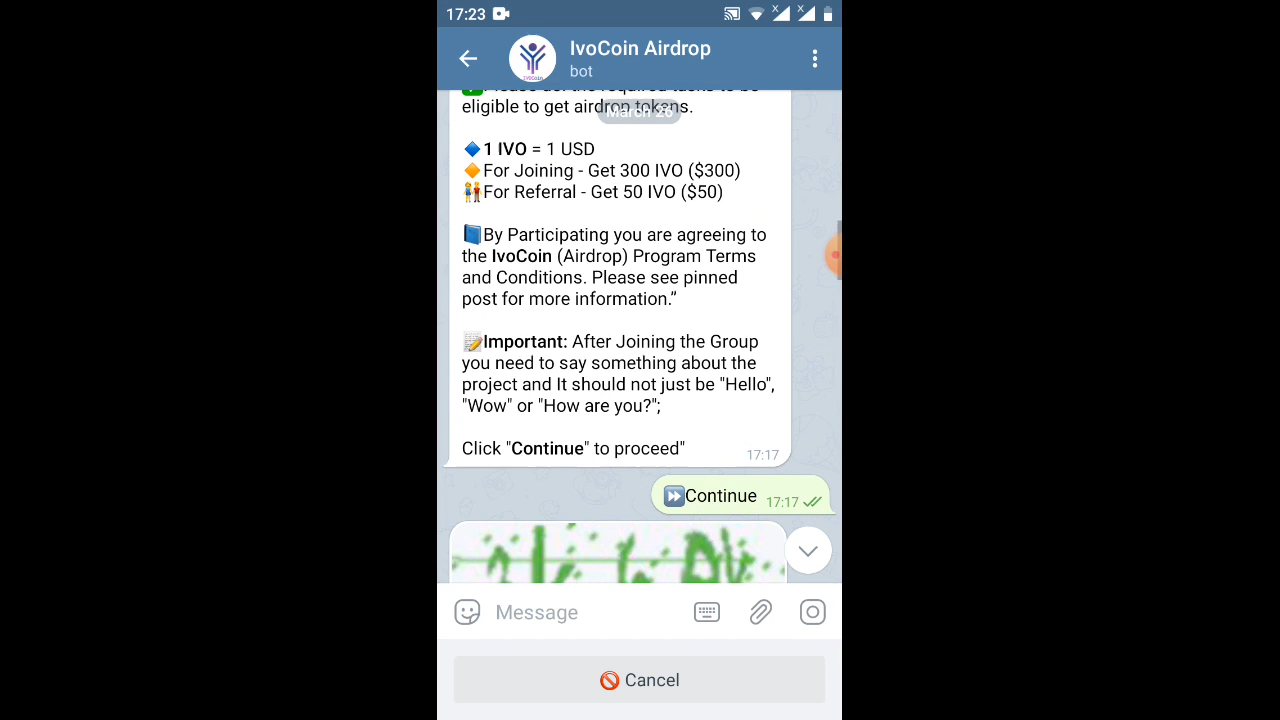 17:23
IvoCoin Airdrop
bot
eligible to get airdrop tokens.
March 26
1 IVO = 1 USD
For Joining - Get 300 IVO ($300)
For Referral - Get 50 IVO ($50)
By Participating you are agreeing to
the IvoCoin (Airdrop) Program Terms
and Conditions. Please see pinned
post for more information.”
Important: After Joining the Group
you need to say something about the
project and It should not just be "Hello",
"Wow" or "How are you?";
Click "Continue" to proceed"
17:17
Continue 17:17
Message
Cancel